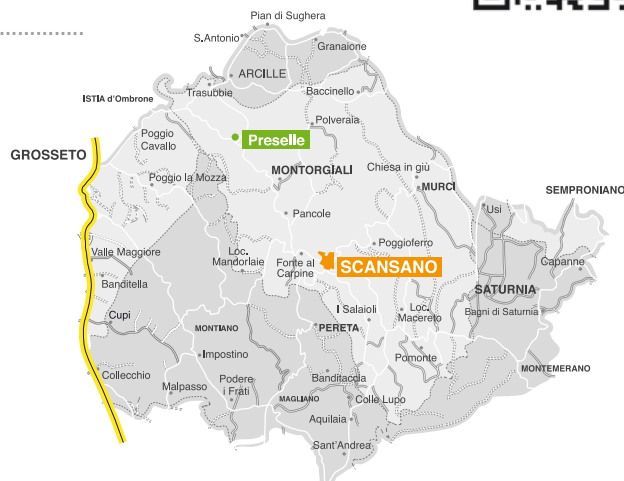 Pian di Sughera
S.Antonio
Granaione
ARCILLE
Trasubbie
Baccinello
ISTIA d'Ombrone
Polveraia
Poggio
Cavallo
Preselle
GROSSETO
MONTORGIALI
Chiesa in giù
Poggio la Mozza
MURCI
SEMPRONIANO
Pancole
Usi
Poggioferro
Valle Maggiore
Loc.
Mandorlaie
Fonte al
Carpine
SCANSANO
Capanne
Banditella
SATURNIA
Cupi
I Salaioli
Loc.
Macereto
Bagni di Saturnia
MONTIANO
PERETA
Impostino
Pomonte
MONTEMERANO
Collecchio
Malpasso
Podere
i Frati
Banditaccia
MAGLIANO
Colle Lupo
Aquilaia
Sant'Andrea